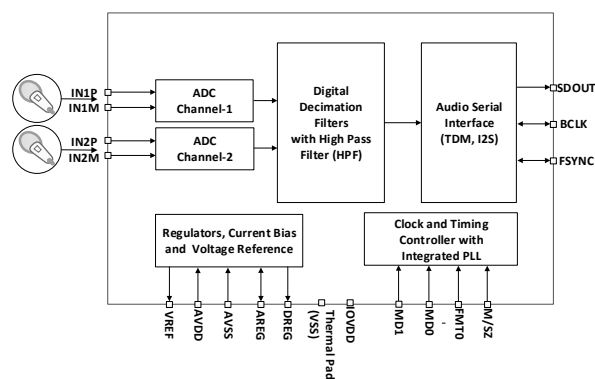 IN1P
IN1M
IN2P
IN2M
ADC
Channel-1
ADC
Channel-2
Digital
Decimation
Filters
with High Pass
Filter (HPF)
Audio Serial
Interface
(TDM, I2S)
SDOUT
BCLK
FSYNC
Regulators, Current Bias
and Voltage Reference
Clock and Timing
Controller with
Integrated PLL
VREF
AVDD
AVSS
AREG
DREG
Thermal Pad
(VSS)
IOVDD
MD1
MD0
-
FMT0
M/SZ